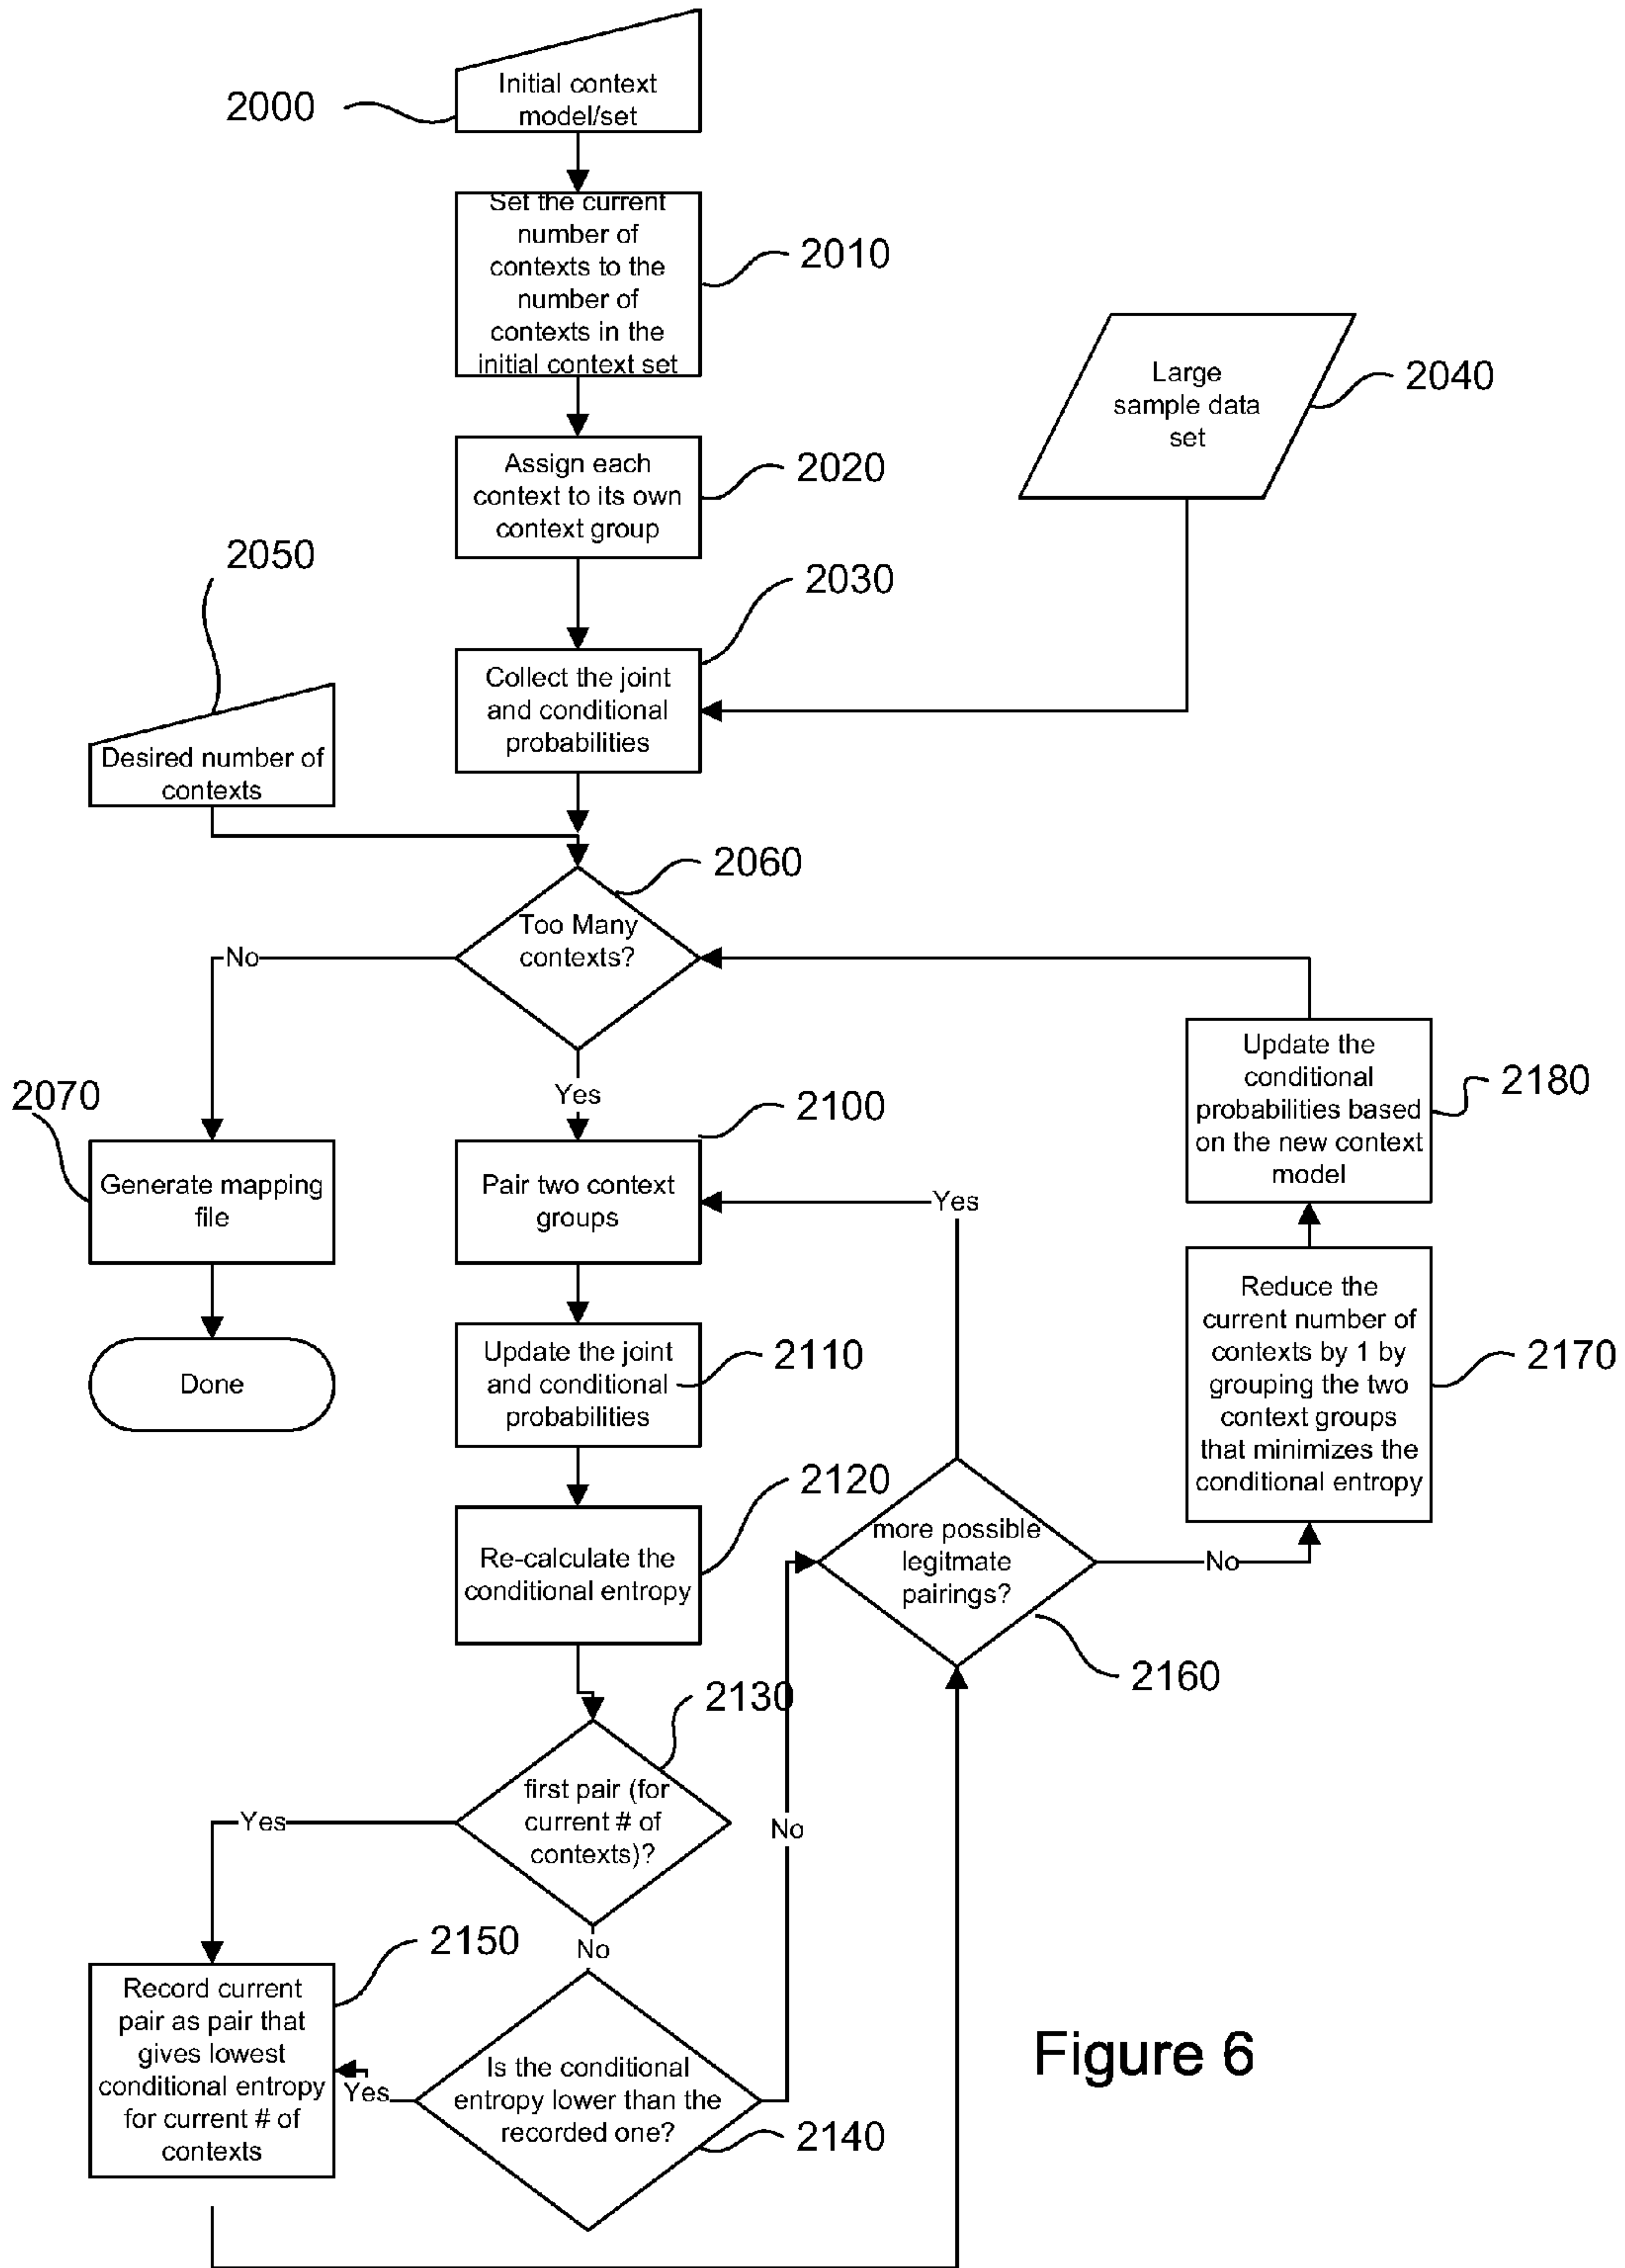 Initial context
model/set
2000
Set the current
number of
contexts to the
number of
contexts in the
initial context set
2010
Large
sample data
set
2040
Assign each
context to its own
context group
2020
2050
2030
Collect the joint
and conditional
probabilities
Desired number of
contexts
2060
Too Many
contexts?
No
Yes
Update the
conditional
probabilities based
on the new context
model
2180
2070
2100
Generate mapping
file
Pair two context
groups
Yes
Reduce the
current number of
contexts by 1 by
grouping the two
context groups
that minimizes the
conditional entropy
2170
Done
Update the joint
and conditional
probabilities
2110
2120
Re-calculate the
conditional entropy
more possible
legitmate
pairings?
No
2160
2130
first pair (for
current # of
contexts)?
Yes
No
No
2150
Record current
pair as pair that
gives lowest
conditional entropy
for current # of
contexts
Yes
Is the conditional
entropy lower than the
recorded one?
2140
Figure 6